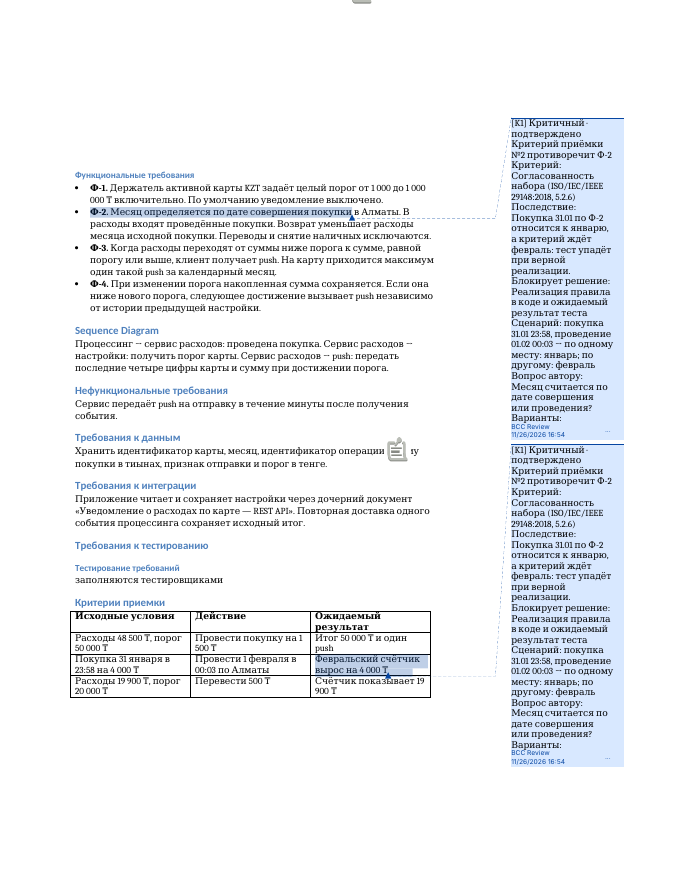 Функциональные требования
• Ф-1. Держатель активной карты KZT задаёт целый порог от 1 000 до 1 000
000 ₸ включительно. По умолчанию уведомление выключено.
• Ф-2. Месяц определяется по дате совершения покупки в Алматы. В
расходы входят проведённые покупки. Возврат уменьшает расходы
месяца исходной покупки. Переводы и снятие наличных исключаются.
• Ф-3. Когда расходы переходят от суммы ниже порога к сумме, равной
порогу или выше, клиент получает push. На карту приходится максимум
один такой push за календарный месяц.
• Ф-4. При изменении порога накопленная сумма сохраняется. Если она
ниже нового порога, следующее достижение вызывает push независимо
от истории предыдущей настройки.
Sequence Diagram
Процессинг → сервис расходов: проведена покупка. Сервис расходов →
настройки: получить порог карты. Сервис расходов → push: передать
последние четыре цифры карты и сумму при достижении порога.
Нефункциональные требования
Сервис передаёт push на отправку в течение минуты после получения
события.
Требования к данным
Хранить идентификатор карты, месяц, идентификатор операции му
покупки в тиынах, признак отправки и порог в тенге.
Требования к интеграции
Приложение читает и сохраняет настройки через дочерний документ
«Уведомление о расходах по карте — REST API». Повторная доставка одного
события процессинга сохраняет исходный итог.
Требования к тестированию
Тестирование требований
заполняются тестировщиками
Критерии приемки
Исходные условия Действие Ожидаемый
результат
Расходы 48 500 ₸, порог Провести покупку на 1 Итог 50 000 ₸ и один
50 000 ₸ 500 ₸ push
Покупка 31 января в Провести 1 февраля в Февральский счётчик
23:58 на 4 000 ₸ 00:03 по Алматы вырос на 4 000 ₸
Расходы 19 900 ₸, порог Перевести 500 ₸ Счётчик показывает 19
20 000 ₸ 900 ₸
[K1] Критичный ·
подтверждено
Критерий приёмки
№2 противоречит Ф-2
Критерий:
Согласованность
набора (ISO/IEC/IEEE
29148:2018, 5.2.6)
Последствие:
Покупка 31.01 по Ф-2
относится к январю,
а критерий ждёт
февраль: тест упадёт
при верной
реализации.
Блокирует решение:
Реализация правила
в коде и ожидаемый
результат теста
Сценарий: покупка
31.01 23:58, проведение
01.02 00:03 — по одному
месту: январь; по
другому: февраль
Вопрос автору:
Месяц считается по
дате совершения
или проведения?
Варианты:
BCC Review
11/26/2026 16:54 ...
[K1] Критичный ·
подтверждено
Критерий приёмки
№2 противоречит Ф-2
Критерий:
Согласованность
набора (ISO/IEC/IEEE
29148:2018, 5.2.6)
Последствие:
Покупка 31.01 по Ф-2
относится к январю,
а критерий ждёт
февраль: тест упадёт
при верной
реализации.
Блокирует решение:
Реализация правила
в коде и ожидаемый
результат теста
Сценарий: покупка
31.01 23:58, проведение
01.02 00:03 — по одному
месту: январь; по
другому: февраль
Вопрос автору:
Месяц считается по
дате совершения
или проведения?
Варианты:
BCC Review
11/26/2026 16:54 ...